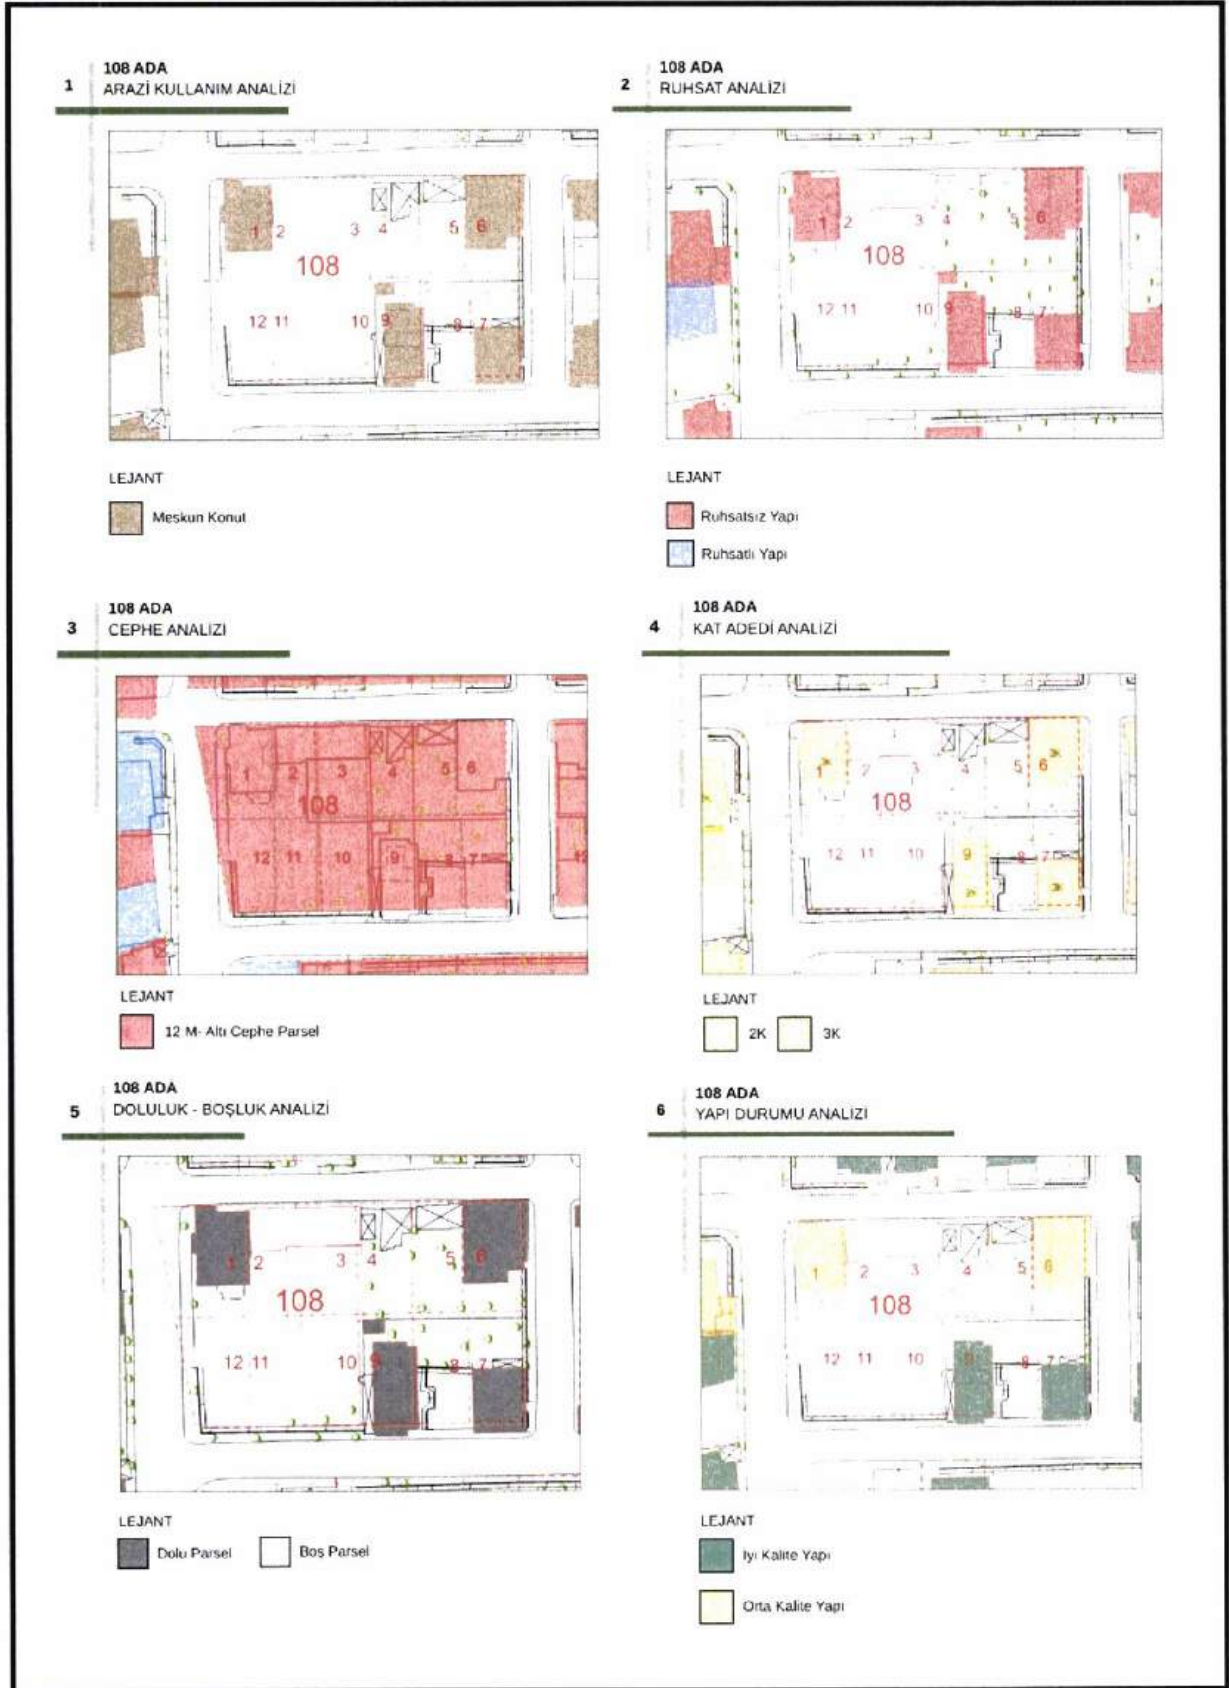 1
108 ADA
ARAZİ KULLANIM ANALİZİ
1 2 3 4 5 6
108
12 11 10 9 8 7
LEJANT
Meskun Konut
2
108 ADA
RUHSAT ANALİZİ
1 2 3 4 5 6
108
12 11 10 9 8 7
LEJANT
Ruhsatsız Yapı
Ruhsatlı Yapı
3
108 ADA
CEPHE ANALİZİ
1 2 3 4 5 6
108
12 11 10 9 8 7
LEJANT
12 M- Altı Cephe Parsel
4
108 ADA
KAT ADEDİ ANALİZİ
1 2 3 4 5 6
108
12 11 10 9 8 7
LEJANT
2K 3K
5
108 ADA
DOLULUK - BOŞLUK ANALİZİ
1 2 3 4 5 6
108
12 11 10 9 8 7
LEJANT
Dolu Parsel Boş Parsel
6
108 ADA
YAPI DURUMU ANALİZİ
1 2 3 4 5 6
108
12 11 10 9 8 7
LEJANT
İyi Kalite Yapı
Orta Kalite Yapı